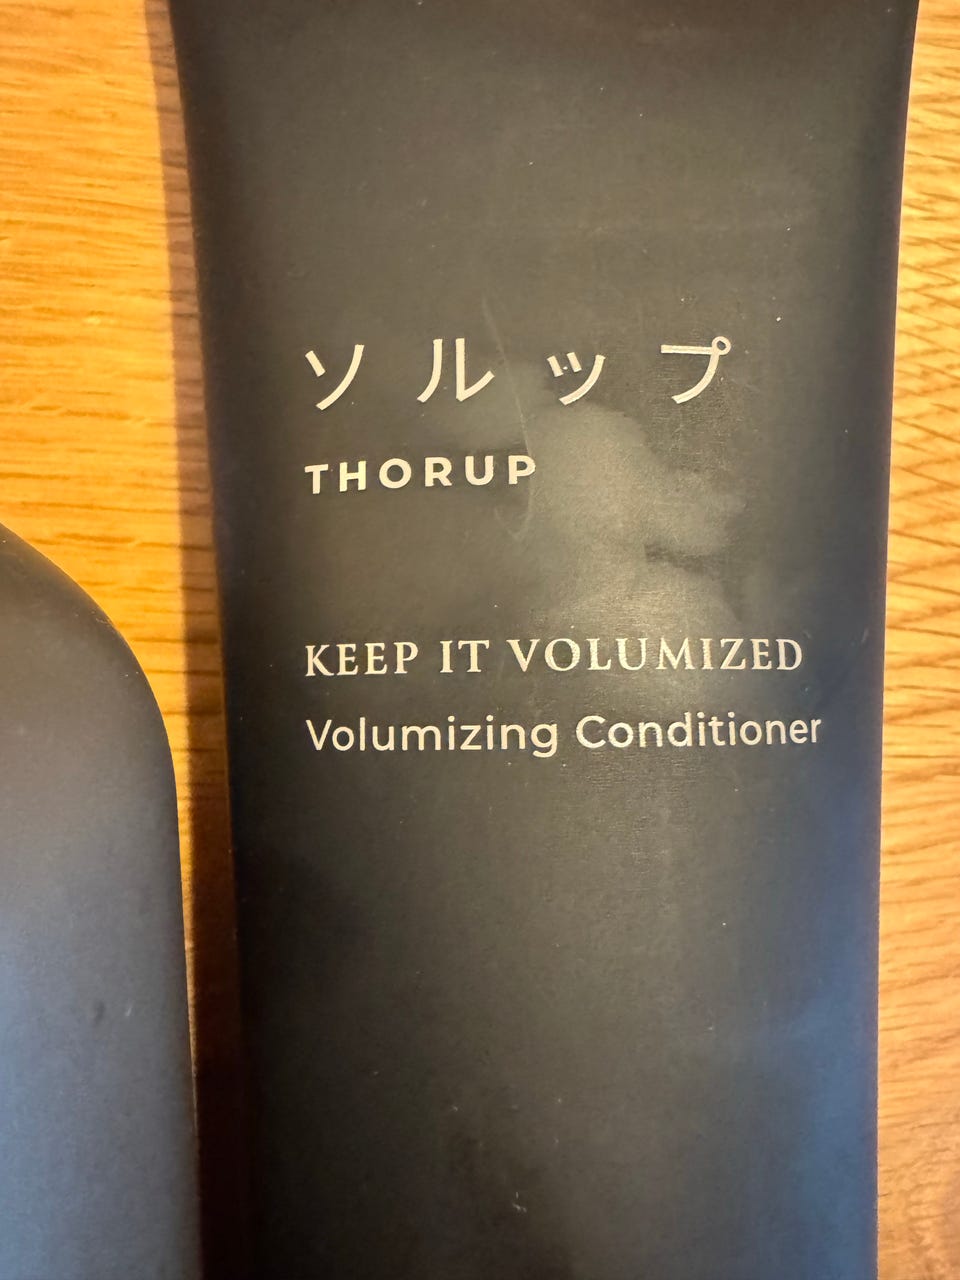 ソルップ
THORUP
KEEP IT VOLUMIZED
Volumizing Conditioner